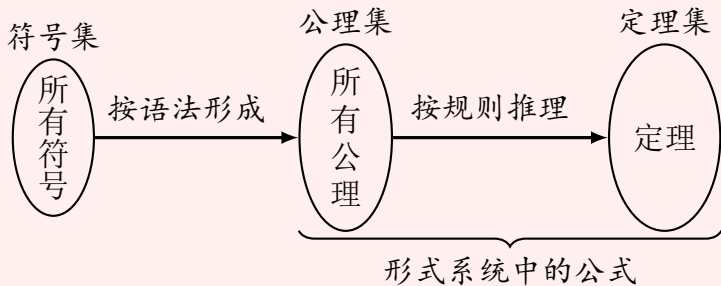 符号集
公理集
定理集
所有符号
按语法形成
所有公理
按规则推理
定理
形式系统中的公式